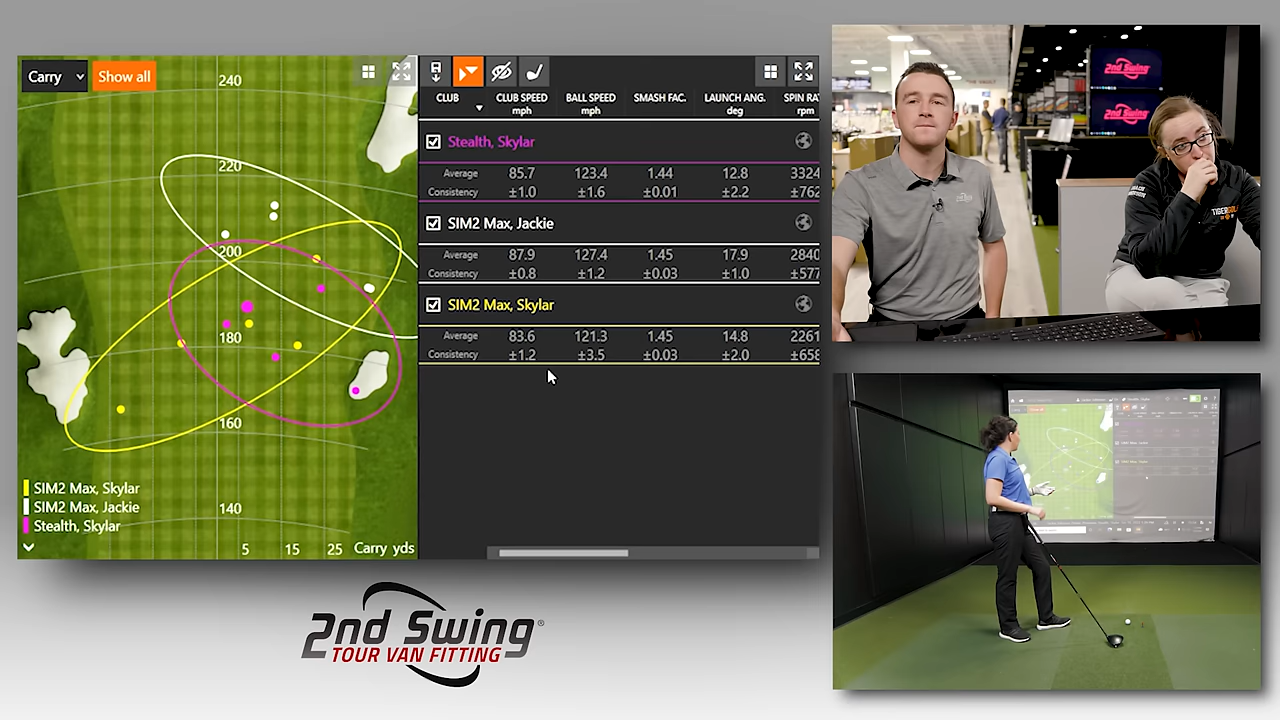 Carry
Show all
240
220
200
180
160
140
5 15 25 Carry yds
SIM2 Max, Skylar
SIM2 Max, Jackie
Stealth, Skylar
CLUB CLUB SPEED BALL SPEED SMASH FAC. LAUNCH ANG. SPIN RA
mph mph deg rpm
Stealth, Skylar
Average 85.7 123.4 1.44 12.8 3324
Consistency ±1.0 ±1.6 ±0.01 ±2.2 ±762
SIM2 Max, Jackie
Average 87.9 127.4 1.45 17.9 2840
Consistency ±0.8 ±1.2 ±0.03 ±1.0 ±577
SIM2 Max, Skylar
Average 83.6 121.3 1.45 14.8 2261
Consistency ±1.2 ±3.5 ±0.03 ±2.0 ±658
2nd Swing®
TOUR VAN FITTING
2nd Swing
2nd Swing